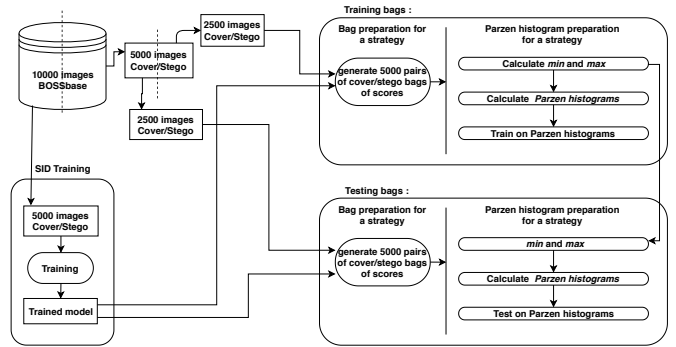 10000 images
BOSSbase
5000 images
Cover/Stego
2500 images
Cover/Stego
2500 images
Cover/Stego
SID Training
5000 images
Cover/Stego
Training
Trained model
Training bags :
Bag preparation for
a strategy
generate 5000 pairs
of cover/stego bags
of scores
Parzen histogram preparation
for a strategy
Calculate min and max
Calculate Parzen histograms
Train on Parzen histograms
Testing bags :
Bag preparation for
a strategy
generate 5000 pairs
of cover/stego bags
of scores
Parzen histogram preparation
for a strategy
min and max
Calculate Parzen histograms
Test on Parzen histograms